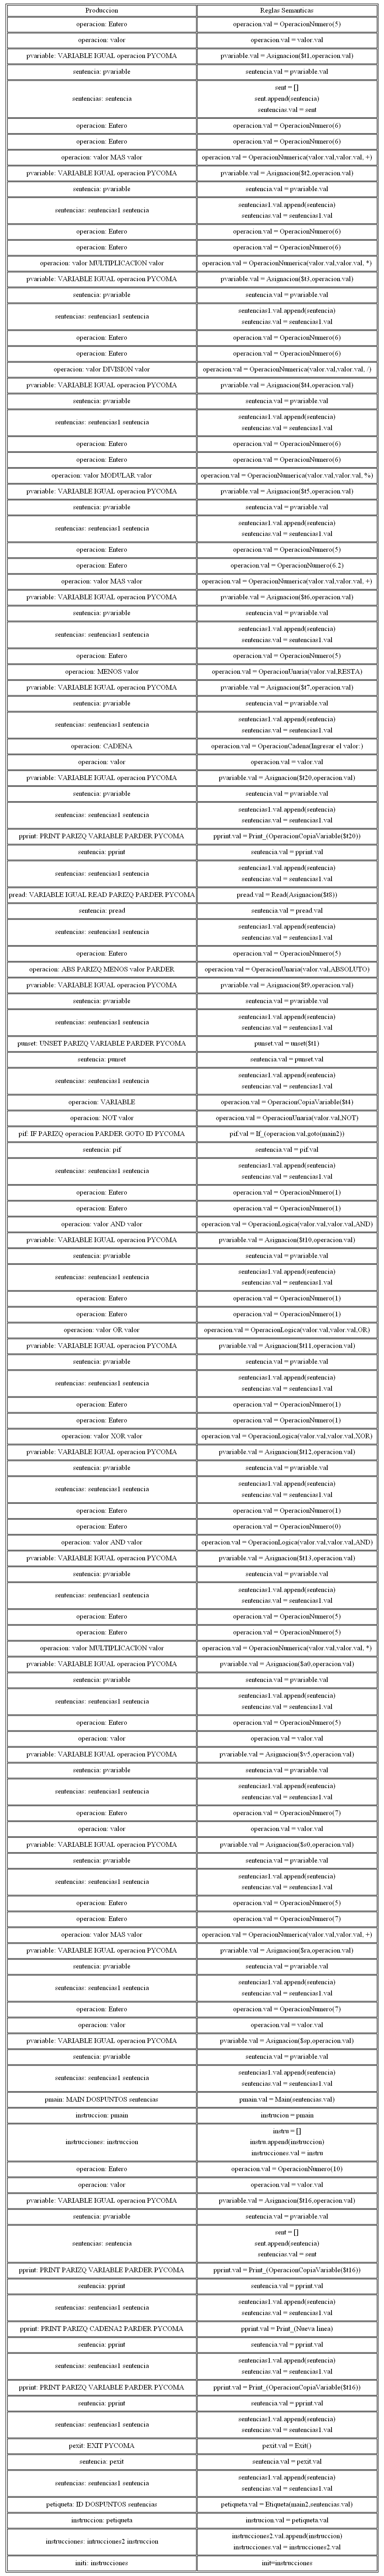 Produccion Reglas Semanticas
operacion: Entero operacion.val = OperacionNumero(5)
operacion: valor operacion.val = valor.val
pvariable: VARIABLE IGUAL operacion PYCOMA pvariable.val = Asignacion($t1,operacion.val)
sentencia: pvariable sentencia.val = pvariable.val
sentencias: sentencia sent = []
sent.append(sentencia)
sentencias.val = sent
operacion: Entero operacion.val = OperacionNumero(6)
operacion: Entero operacion.val = OperacionNumero(6)
operacion: valor MAS valor operacion.val = OperacionNumerica(valor.val,valor.val, +)
pvariable: VARIABLE IGUAL operacion PYCOMA pvariable.val = Asignacion($t2,operacion.val)
sentencia: pvariable sentencia.val = pvariable.val
sentencias: sentencias1 sentencia sentencias1.val.append(sentencia)
sentencias.val = sentencias1.val
operacion: Entero operacion.val = OperacionNumero(6)
operacion: Entero operacion.val = OperacionNumero(6)
operacion: valor MULTIPLICACION valor operacion.val = OperacionNumerica(valor.val,valor.val, *)
pvariable: VARIABLE IGUAL operacion PYCOMA pvariable.val = Asignacion($t3,operacion.val)
sentencia: pvariable sentencia.val = pvariable.val
sentencias: sentencias1 sentencia sentencias1.val.append(sentencia)
sentencias.val = sentencias1.val
operacion: Entero operacion.val = OperacionNumero(6)
operacion: Entero operacion.val = OperacionNumero(6)
operacion: valor DIVISION valor operacion.val = OperacionNumerica(valor.val,valor.val, /)
pvariable: VARIABLE IGUAL operacion PYCOMA pvariable.val = Asignacion($t4,operacion.val)
sentencia: pvariable sentencia.val = pvariable.val
sentencias: sentencias1 sentencia sentencias1.val.append(sentencia)
sentencias.val = sentencias1.val
operacion: Entero operacion.val = OperacionNumero(6)
operacion: Entero operacion.val = OperacionNumero(6)
operacion: valor MODULAR valor operacion.val = OperacionNumerica(valor.val,valor.val, %)
pvariable: VARIABLE IGUAL operacion PYCOMA pvariable.val = Asignacion($t5,operacion.val)
sentencia: pvariable sentencia.val = pvariable.val
sentencias: sentencias1 sentencia sentencias1.val.append(sentencia)
sentencias.val = sentencias1.val
operacion: Entero operacion.val = OperacionNumero(5)
operacion: Entero operacion.val = OperacionNumero(6.2)
operacion: valor MAS valor operacion.val = OperacionNumerica(valor.val,valor.val, +)
pvariable: VARIABLE IGUAL operacion PYCOMA pvariable.val = Asignacion($t6,operacion.val)
sentencia: pvariable sentencia.val = pvariable.val
sentencias: sentencias1 sentencia sentencias1.val.append(sentencia)
sentencias.val = sentencias1.val
operacion: Entero operacion.val = OperacionNumero(5)
operacion: MENOS valor operacion.val = OperacionUnaria(valor.val,RESTA)
pvariable: VARIABLE IGUAL operacion PYCOMA pvariable.val = Asignacion($t7,operacion.val)
sentencia: pvariable sentencia.val = pvariable.val
sentencias: sentencias1 sentencia sentencias1.val.append(sentencia)
sentencias.val = sentencias1.val
operacion: CADENA operacion.val = OperacionCadena(Ingresar el valor:)
operacion: valor operacion.val = valor.val
pvariable: VARIABLE IGUAL operacion PYCOMA pvariable.val = Asignacion($t20,operacion.val)
sentencia: pvariable sentencia.val = pvariable.val
sentencias: sentencias1 sentencia sentencias1.val.append(sentencia)
sentencias.val = sentencias1.val
pprint: PRINT PARIZQ VARIABLE PARDER PYCOMA pprint.val = Print_(OperacionCopiaVariable($t20))
sentencia: pprint sentencia.val = pprint.val
sentencias: sentencias1 sentencia sentencias1.val.append(sentencia)
sentencias.val = sentencias1.val
pread: VARIABLE IGUAL READ PARIZQ PARDER PYCOMA pread.val = Read(Asignacion($t8))
sentencia: pread sentencia.val = pread.val
sentencias: sentencias1 sentencia sentencias1.val.append(sentencia)
sentencias.val = sentencias1.val
operacion: Entero operacion.val = OperacionNumero(5)
operacion: ABS PARIZQ MENOS valor PARDER operacion.val = OperacionUnaria(valor.val,ABSOLUTO)
pvariable: VARIABLE IGUAL operacion PYCOMA pvariable.val = Asignacion($t9,operacion.val)
sentencia: pvariable sentencia.val = pvariable.val
sentencias: sentencias1 sentencia sentencias1.val.append(sentencia)
sentencias.val = sentencias1.val
punset: UNSET PARIZQ VARIABLE PARDER PYCOMA punset.val = unset($t1)
sentencia: punset sentencia.val = punset.val
sentencias: sentencias1 sentencia sentencias1.val.append(sentencia)
sentencias.val = sentencias1.val
operacion: VARIABLE operacion.val = OperacionCopiaVariable($t4)
operacion: NOT valor operacion.val = OperacionUnaria(valor.val,NOT)
pif: IF PARIZQ operacion PARDER GOTO ID PYCOMA pif.val = If_(operacion.val,goto(main2))
sentencia: pif sentencia.val = pif.val
sentencias: sentencias1 sentencia sentencias1.val.append(sentencia)
sentencias.val = sentencias1.val
operacion: Entero operacion.val = OperacionNumero(1)
operacion: Entero operacion.val = OperacionNumero(1)
operacion: valor AND valor operacion.val = OperacionLogica(valor.val,valor.val,AND)
pvariable: VARIABLE IGUAL operacion PYCOMA pvariable.val = Asignacion($t10,operacion.val)
sentencia: pvariable sentencia.val = pvariable.val
sentencias: sentencias1 sentencia sentencias1.val.append(sentencia)
sentencias.val = sentencias1.val
operacion: Entero operacion.val = OperacionNumero(1)
operacion: Entero operacion.val = OperacionNumero(1)
operacion: valor OR valor operacion.val = OperacionLogica(valor.val,valor.val,OR)
pvariable: VARIABLE IGUAL operacion PYCOMA pvariable.val = Asignacion($t11,operacion.val)
sentencia: pvariable sentencia.val = pvariable.val
sentencias: sentencias1 sentencia sentencias1.val.append(sentencia)
sentencias.val = sentencias1.val
operacion: Entero operacion.val = OperacionNumero(1)
operacion: Entero operacion.val = OperacionNumero(1)
operacion: valor XOR valor operacion.val = OperacionLogica(valor.val,valor.val,XOR)
pvariable: VARIABLE IGUAL operacion PYCOMA pvariable.val = Asignacion($t12,operacion.val)
sentencia: pvariable sentencia.val = pvariable.val
sentencias: sentencias1 sentencia sentencias1.val.append(sentencia)
sentencias.val = sentencias1.val
operacion: Entero operacion.val = OperacionNumero(1)
operacion: Entero operacion.val = OperacionNumero(0)
operacion: valor AND valor operacion.val = OperacionLogica(valor.val,valor.val,AND)
pvariable: VARIABLE IGUAL operacion PYCOMA pvariable.val = Asignacion($t13,operacion.val)
sentencia: pvariable sentencia.val = pvariable.val
sentencias: sentencias1 sentencia sentencias1.val.append(sentencia)
sentencias.val = sentencias1.val
operacion: Entero operacion.val = OperacionNumero(5)
operacion: Entero operacion.val = OperacionNumero(5)
operacion: valor MULTIPLICACION valor operacion.val = OperacionNumerica(valor.val,valor.val, *)
pvariable: VARIABLE IGUAL operacion PYCOMA pvariable.val = Asignacion($a0,operacion.val)
sentencia: pvariable sentencia.val = pvariable.val
sentencias: sentencias1 sentencia sentencias1.val.append(sentencia)
sentencias.val = sentencias1.val
operacion: Entero operacion.val = OperacionNumero(5)
operacion: valor operacion.val = valor.val
pvariable: VARIABLE IGUAL operacion PYCOMA pvariable.val = Asignacion($v5,operacion.val)
sentencia: pvariable sentencia.val = pvariable.val
sentencias: sentencias1 sentencia sentencias1.val.append(sentencia)
sentencias.val = sentencias1.val
operacion: Entero operacion.val = OperacionNumero(7)
operacion: valor operacion.val = valor.val
pvariable: VARIABLE IGUAL operacion PYCOMA pvariable.val = Asignacion($s0,operacion.val)
sentencia: pvariable sentencia.val = pvariable.val
sentencias: sentencias1 sentencia sentencias1.val.append(sentencia)
sentencias.val = sentencias1.val
operacion: Entero operacion.val = OperacionNumero(5)
operacion: Entero operacion.val = OperacionNumero(7)
operacion: valor MAS valor operacion.val = OperacionNumerica(valor.val,valor.val, +)
pvariable: VARIABLE IGUAL operacion PYCOMA pvariable.val = Asignacion($ra,operacion.val)
sentencia: pvariable sentencia.val = pvariable.val
sentencias: sentencias1 sentencia sentencias1.val.append(sentencia)
sentencias.val = sentencias1.val
operacion: Entero operacion.val = OperacionNumero(7)
operacion: valor operacion.val = valor.val
pvariable: VARIABLE IGUAL operacion PYCOMA pvariable.val = Asignacion($sp,operacion.val)
sentencia: pvariable sentencia.val = pvariable.val
sentencias: sentencias1 sentencia sentencias1.val.append(sentencia)
sentencias.val = sentencias1.val
pmain: MAIN DOSPUNTOS sentencias pmain.val = Main(sentencias.val)
instruccion: pmain instrucion = pmain
instrucciones: instruccion instru = []
instru.append(instruccion)
instrucciones.val = instru
operacion: Entero operacion.val = OperacionNumero(10)
operacion: valor operacion.val = valor.val
pvariable: VARIABLE IGUAL operacion PYCOMA pvariable.val = Asignacion($t16,operacion.val)
sentencia: pvariable sentencia.val = pvariable.val
sentencias: sentencia sent = []
sent.append(sentencia)
sentencias.val = sent
pprint: PRINT PARIZQ VARIABLE PARDER PYCOMA pprint.val = Print_(OperacionCopiaVariable($t16))
sentencia: pprint sentencia.val = pprint.val
sentencias: sentencias1 sentencia sentencias1.val.append(sentencia)
sentencias.val = sentencias1.val
pprint: PRINT PARIZQ CADENA2 PARDER PYCOMA pprint.val = Print_(Nueva linea)
sentencia: pprint sentencia.val = pprint.val
sentencias: sentencias1 sentencia sentencias1.val.append(sentencia)
sentencias.val = sentencias1.val
pprint: PRINT PARIZQ VARIABLE PARDER PYCOMA pprint.val = Print_(OperacionCopiaVariable($t16))
sentencia: pprint sentencia.val = pprint.val
sentencias: sentencias1 sentencia sentencias1.val.append(sentencia)
sentencias.val = sentencias1.val
pexit: EXIT PYCOMA pexit.val = Exit()
sentencia: pexit sentencia.val = pexit.val
sentencias: sentencias1 sentencia sentencias1.val.append(sentencia)
sentencias.val = sentencias1.val
petiqueta: ID DOSPUNTOS sentencias petiqueta.val = Etiqueta(main2,sentencias.val)
instruccion: petiqueta instrucion.val = petiqueta.val
instrucciones: intrucciones2 instruccion instrucciones2.val.append(instruccion)
instrucciones.val = instrucciones2.val
initi: instrucciones init=instrucciones